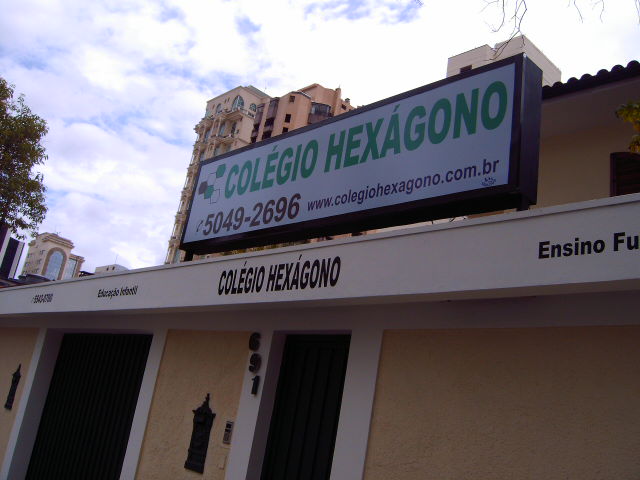 COLÉGIO HEXÁGONO
5049-2696 www.colegiohexagono.com.br
Educação Infantil
COLÉGIO HEXÁGONO
Ensino Fu
691